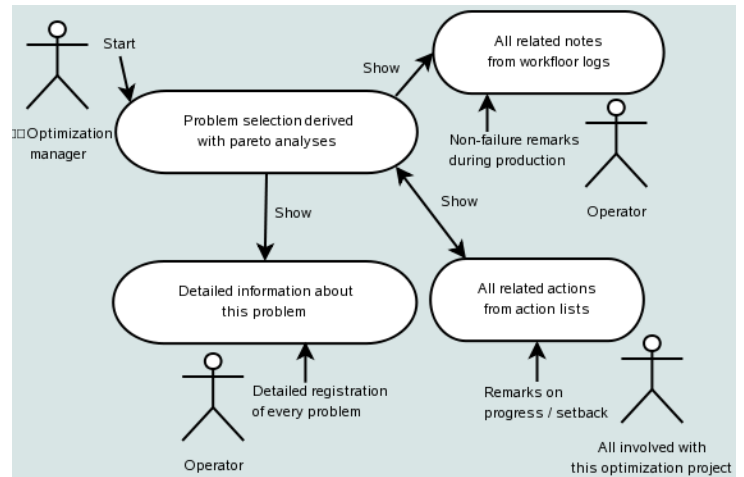 Start
Optimization
manager
Problem selection derived
with pareto analyses
Show
All related notes
from workfloor logs
Non-failure remarks
during production
Operator
Show
Show
Detailed information about
this problem
All related actions
from action lists
Detailed registration
of every problem
Operator
Remarks on
progress / setback
All involved with
this optimization project